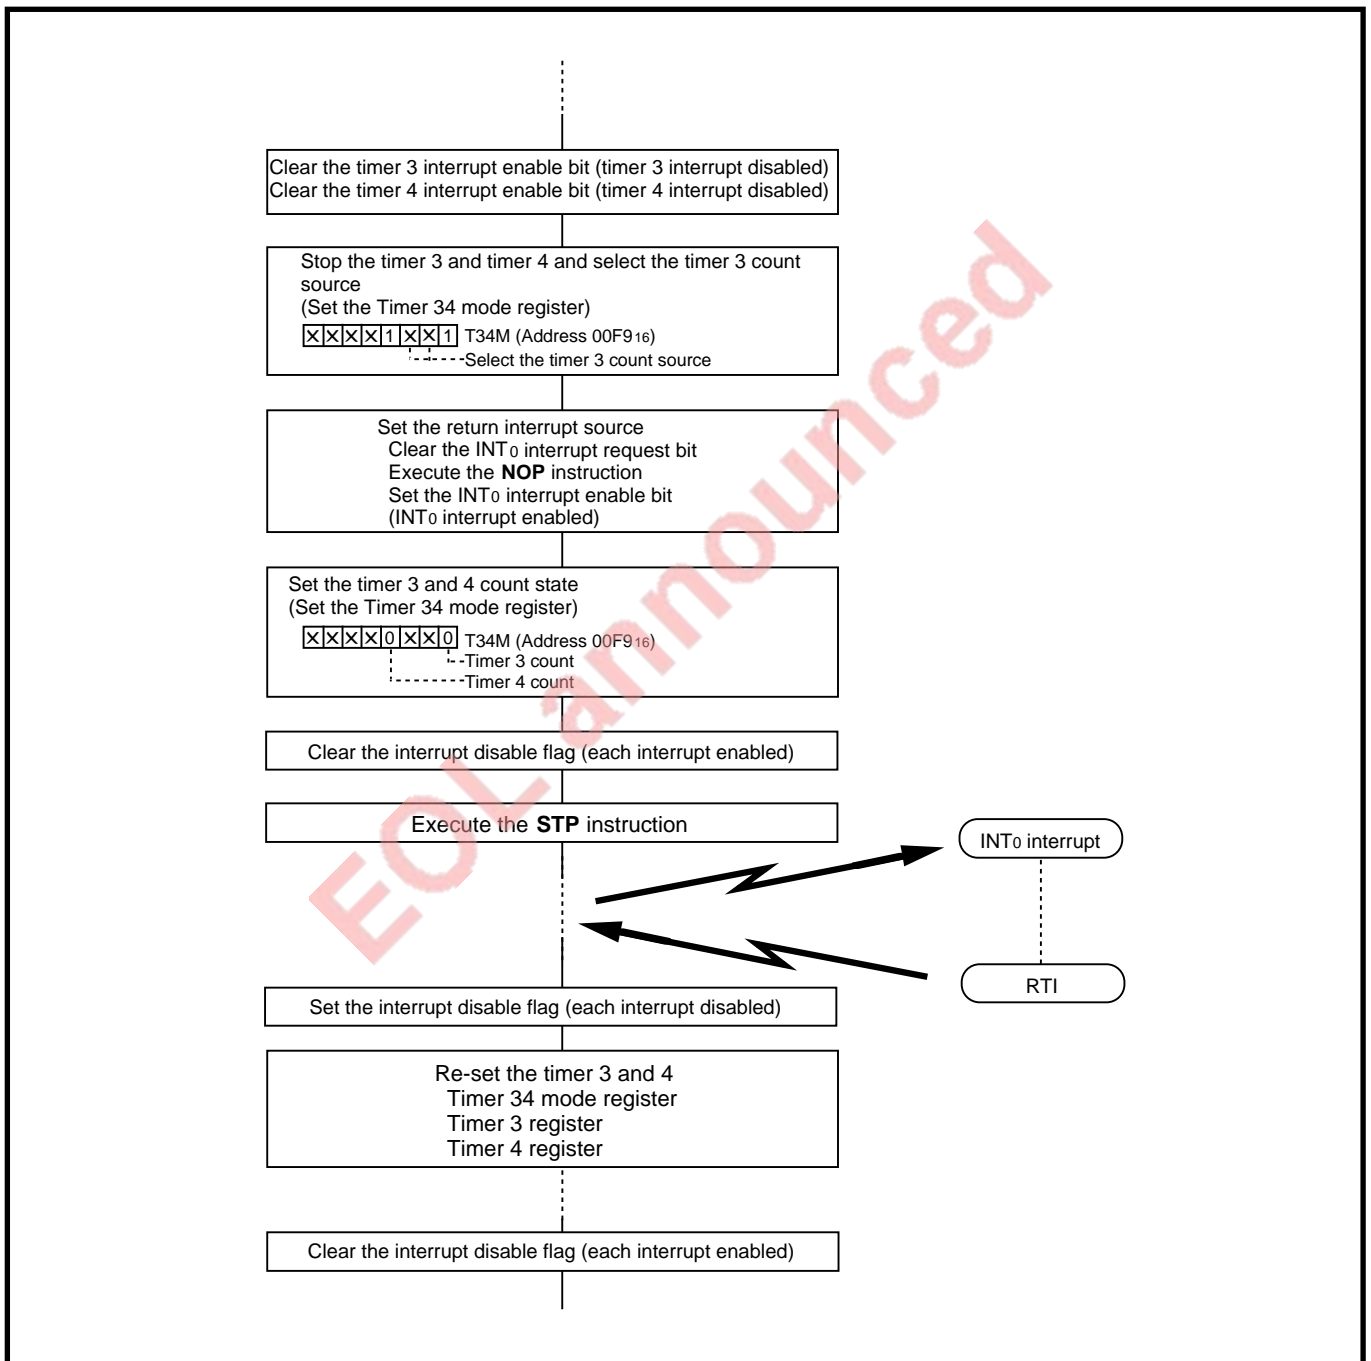 Clear the timer 3 interrupt enable bit (timer 3 interrupt disabled)
Clear the timer 4 interrupt enable bit (timer 4 interrupt disabled)
Stop the timer 3 and timer 4 and select the timer 3 count
source
(Set the Timer 34 mode register)
XXXX1XX1 T34M (Address 00F916)
Select the timer 3 count source
Set the return interrupt source
Clear the INT0 interrupt request bit
Execute the NOP instruction
Set the INT0 interrupt enable bit
(INT0 interrupt enabled)
Set the timer 3 and 4 count state
(Set the Timer 34 mode register)
XXXX0XX0 T34M (Address 00F916)
Timer 3 count
Timer 4 count
Clear the interrupt disable flag (each interrupt enabled)
Execute the STP instruction
INT0 interrupt
RTI
Set the interrupt disable flag (each interrupt disabled)
Re-set the timer 3 and 4
Timer 34 mode register
Timer 3 register
Timer 4 register
Clear the interrupt disable flag (each interrupt enabled)
EOL announced